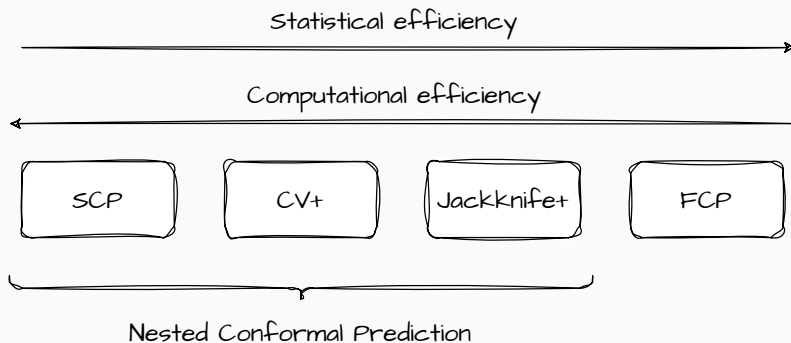 Statistical efficiency
Computational efficiency
SCP
CV+
Jackknife+
FCP
Nested Conformal Prediction